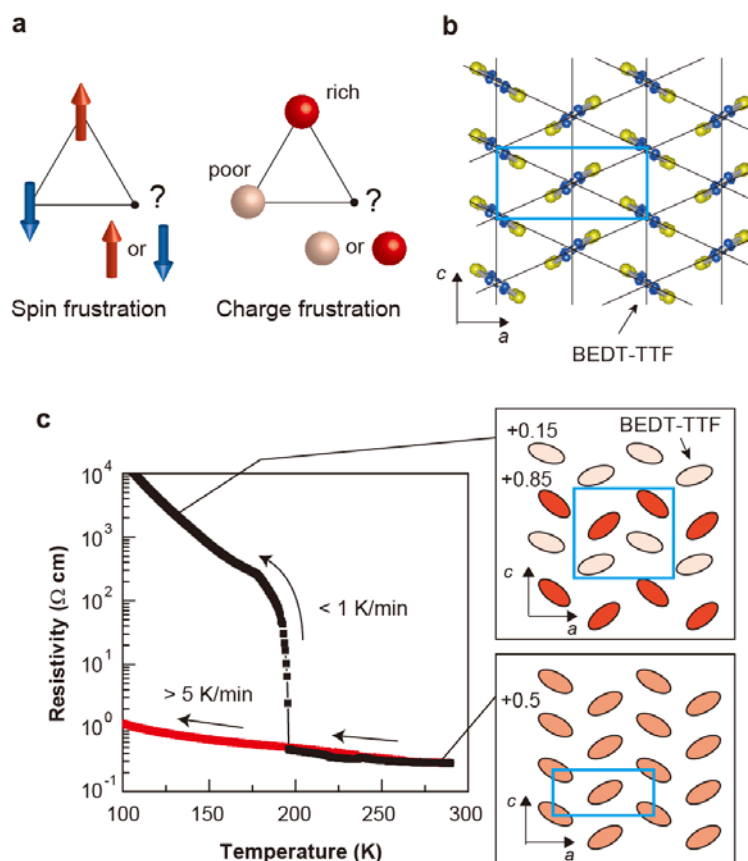 a
rich
poor
?
or
Spin frustration
?
or
Charge frustration
b
c
a
BEDT-TTF
c
Resistivity (Ω cm)
10^4
10^3
10^2
10^1
10^0
10^-1
< 1 K/min
> 5 K/min
100
150
200
250
300
Temperature (K)
BEDT-TTF
+0.15
+0.85
c
a
+0.5
c
a